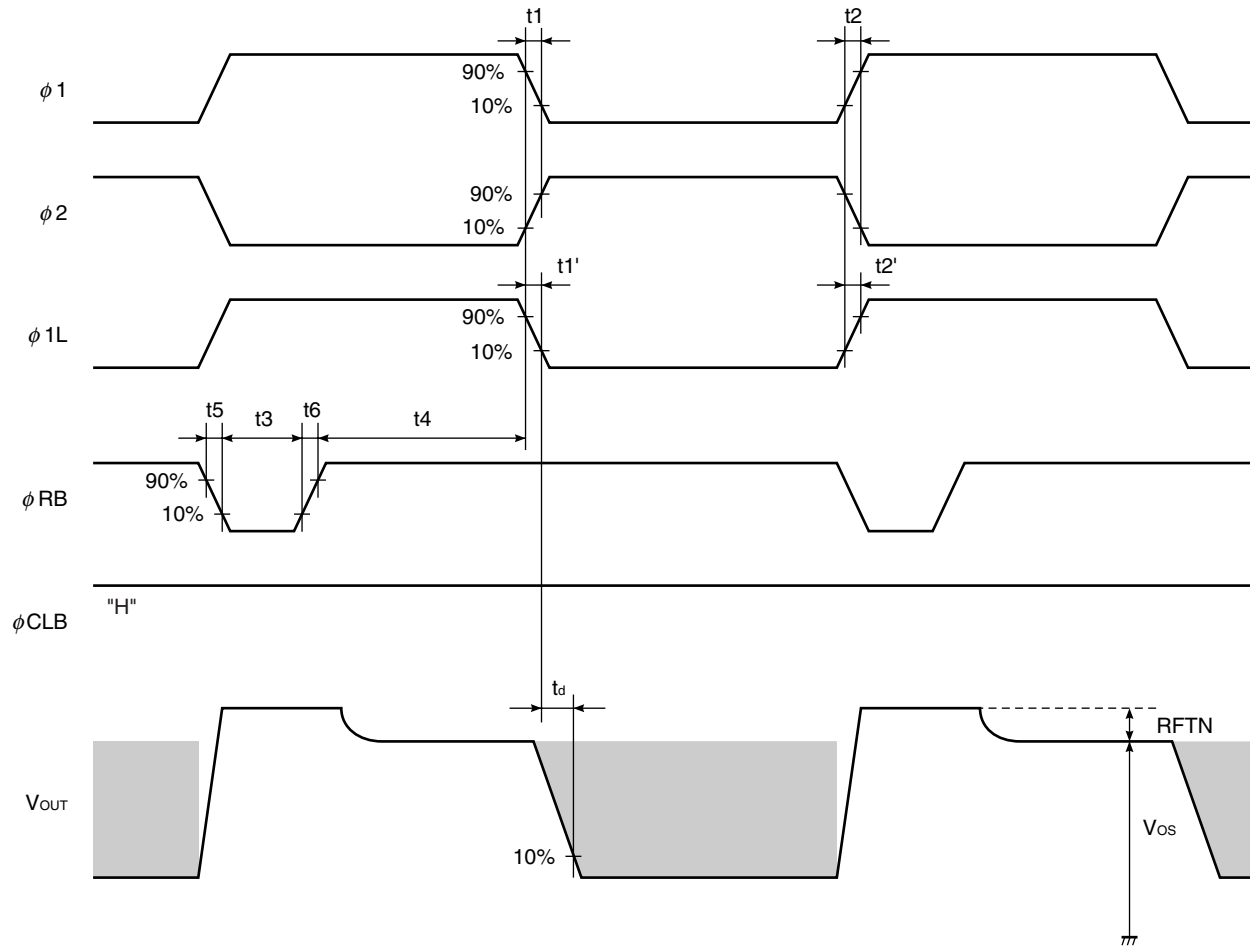 t1 t2
90%
ϕ1
10%
90%
ϕ2
10%
t1' t2'
90%
ϕ1L
10%
t5 t3 t6 t4
90%
ϕRB
10%
"H"
ϕCLB
td
RFTN
VOUT
VOS
10%